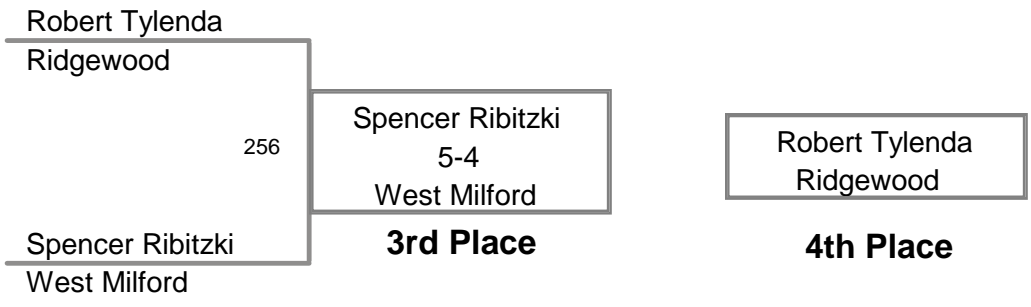 Robert Tylenda
Ridgewood
256
Spencer Ribitzki
West Milford
Spencer Ribitzki
5-4
West Milford
3rd Place
Robert Tylenda
Ridgewood
4th Place